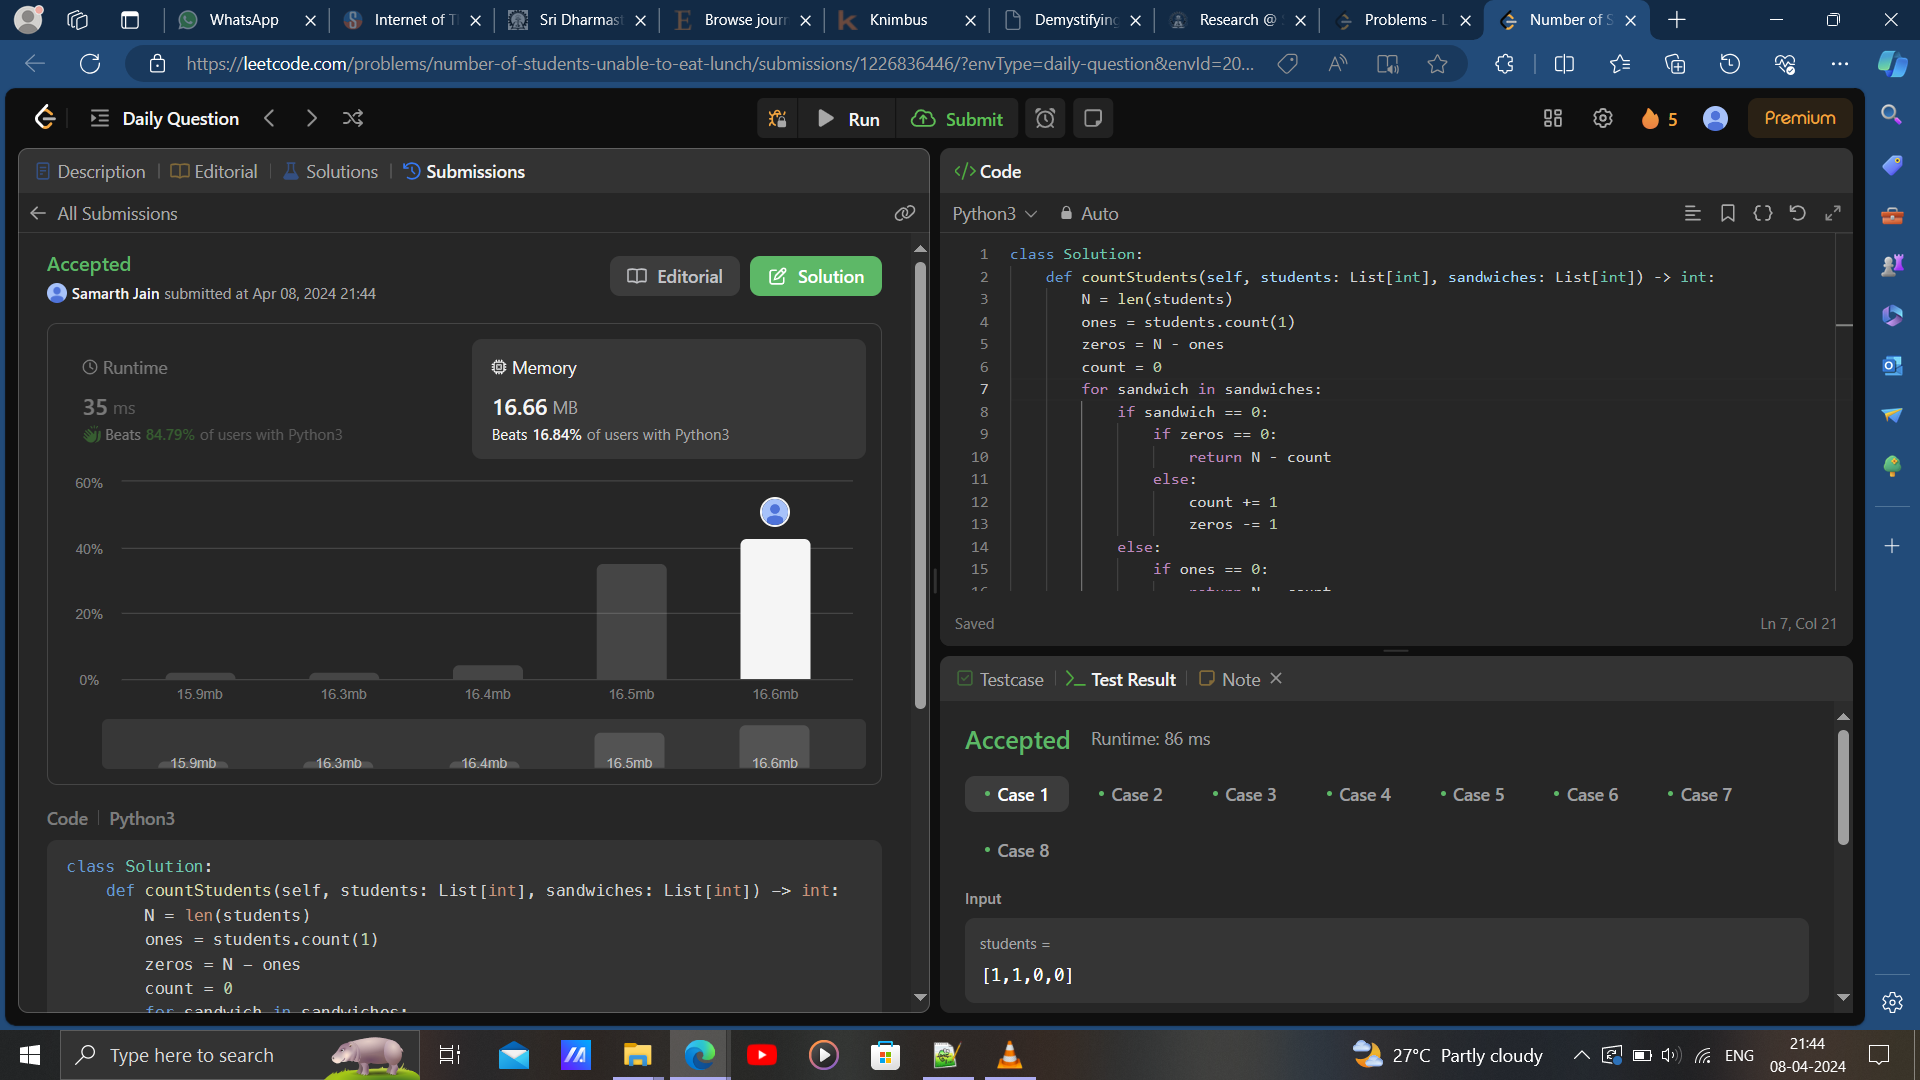 WhatsApp
Internet of T
Sri Dharmast
Browse journ
Knimbus
Demystifying
Research @
Problems - L
Number of S
https://leetcode.com/problems/number-of-students-unable-to-eat-lunch/submissions/1226836446/?envType=daily-question&envId=20...
Daily Question
Run
Submit
5
Premium
Description
Editorial
Solutions
Submissions
All Submissions
Accepted
Samarth Jain submitted at Apr 08, 2024 21:44
Editorial
Solution
Runtime
35 ms
Beats 84.79% of users with Python3
Memory
16.66 MB
Beats 16.84% of users with Python3
60%
40%
20%
0%
15.9mb
16.3mb
16.4mb
16.5mb
16.6mb
15.9mb
16.3mb
16.4mb
16.5mb
16.6mb
Code
Python3
class Solution:
def countStudents(self, students: List[int], sandwiches: List[int]) -> int:
N = len(students)
ones = students.count(1)
zeros = N - ones
count = 0
for sandwich in sandwiches:
</> Code
Python3
Auto
1 class Solution:
2 def countStudents(self, students: List[int], sandwiches: List[int]) -> int:
3 N = len(students)
4 ones = students.count(1)
5 zeros = N - ones
6 count = 0
7 for sandwich in sandwiches:
8 if sandwich == 0:
9 if zeros == 0:
10 return N - count
11 else:
12 count += 1
13 zeros -= 1
14 else:
15 if ones == 0:
16 return N - count
Saved
Ln 7, Col 21
Testcase
Test Result
Note
Accepted
Runtime: 86 ms
Case 1
Case 2
Case 3
Case 4
Case 5
Case 6
Case 7
Case 8
Input
students =
[1,1,0,0]
Type here to search
27°C Partly cloudy
ENG
21:44
08-04-2024